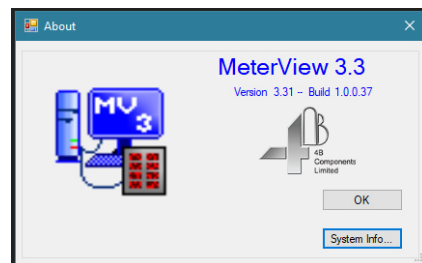 About
MeterView 3.3
Version 3.31 -- Build 1.0.0.37
MV
3
4B
4B
Components
Limited
OK
System Info...